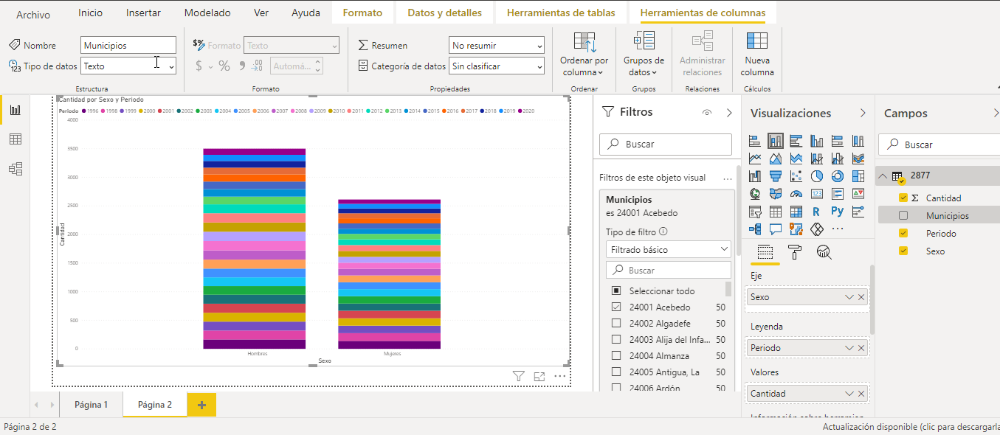 Archivo Inicio Insertar Modelado Ver Ayuda Formato Datos y detalles Herramientas de tablas Herramientas de columnas
Nombre Municipios
Tipo de datos Texto
Estructura
$% Formato Texto
$ % 9 .00 Automá...
Formato
Σ Resumen No resumir
Categoría de datos Sin clasificar
Propiedades
Ordenar por
columna
Ordenar
Grupos de
datos
Grupos
Administrar
relaciones
Relaciones
Nueva
columna
Cálculos
Cantidad por Sexo y Periodo
Periodo 1996 1998 1999 2000 2001 2002 2003 2004 2005 2006 2007 2008 2009 2010 2011 2012 2013 2014 2015 2016 2017 2018 2019 2020
4000
3500
3000
2500
2000
1500
1000
500
0
Cantidad
Hombres Mujeres
Sexo
Filtros
Buscar
Filtros de este objeto visual ...
Municipios
es 24001 Acebedo
Tipo de filtro
Filtrado básico
Buscar
Seleccionar todo
24001 Acebedo 50
24002 Algadefe 50
24003 Alija del Infa... 50
24004 Almanza 50
24005 Antigua, La 50
24006 Ardón 50
Visualizaciones
123
R Py
...
Eje
Sexo
Leyenda
Periodo
Valores
Cantidad
Información sobre herramien
Campos
Buscar
2877
Σ Cantidad
Municipios
Periodo
Sexo
Página 1 Página 2 +
Página 2 de 2
Actualización disponible (clic para descargarla